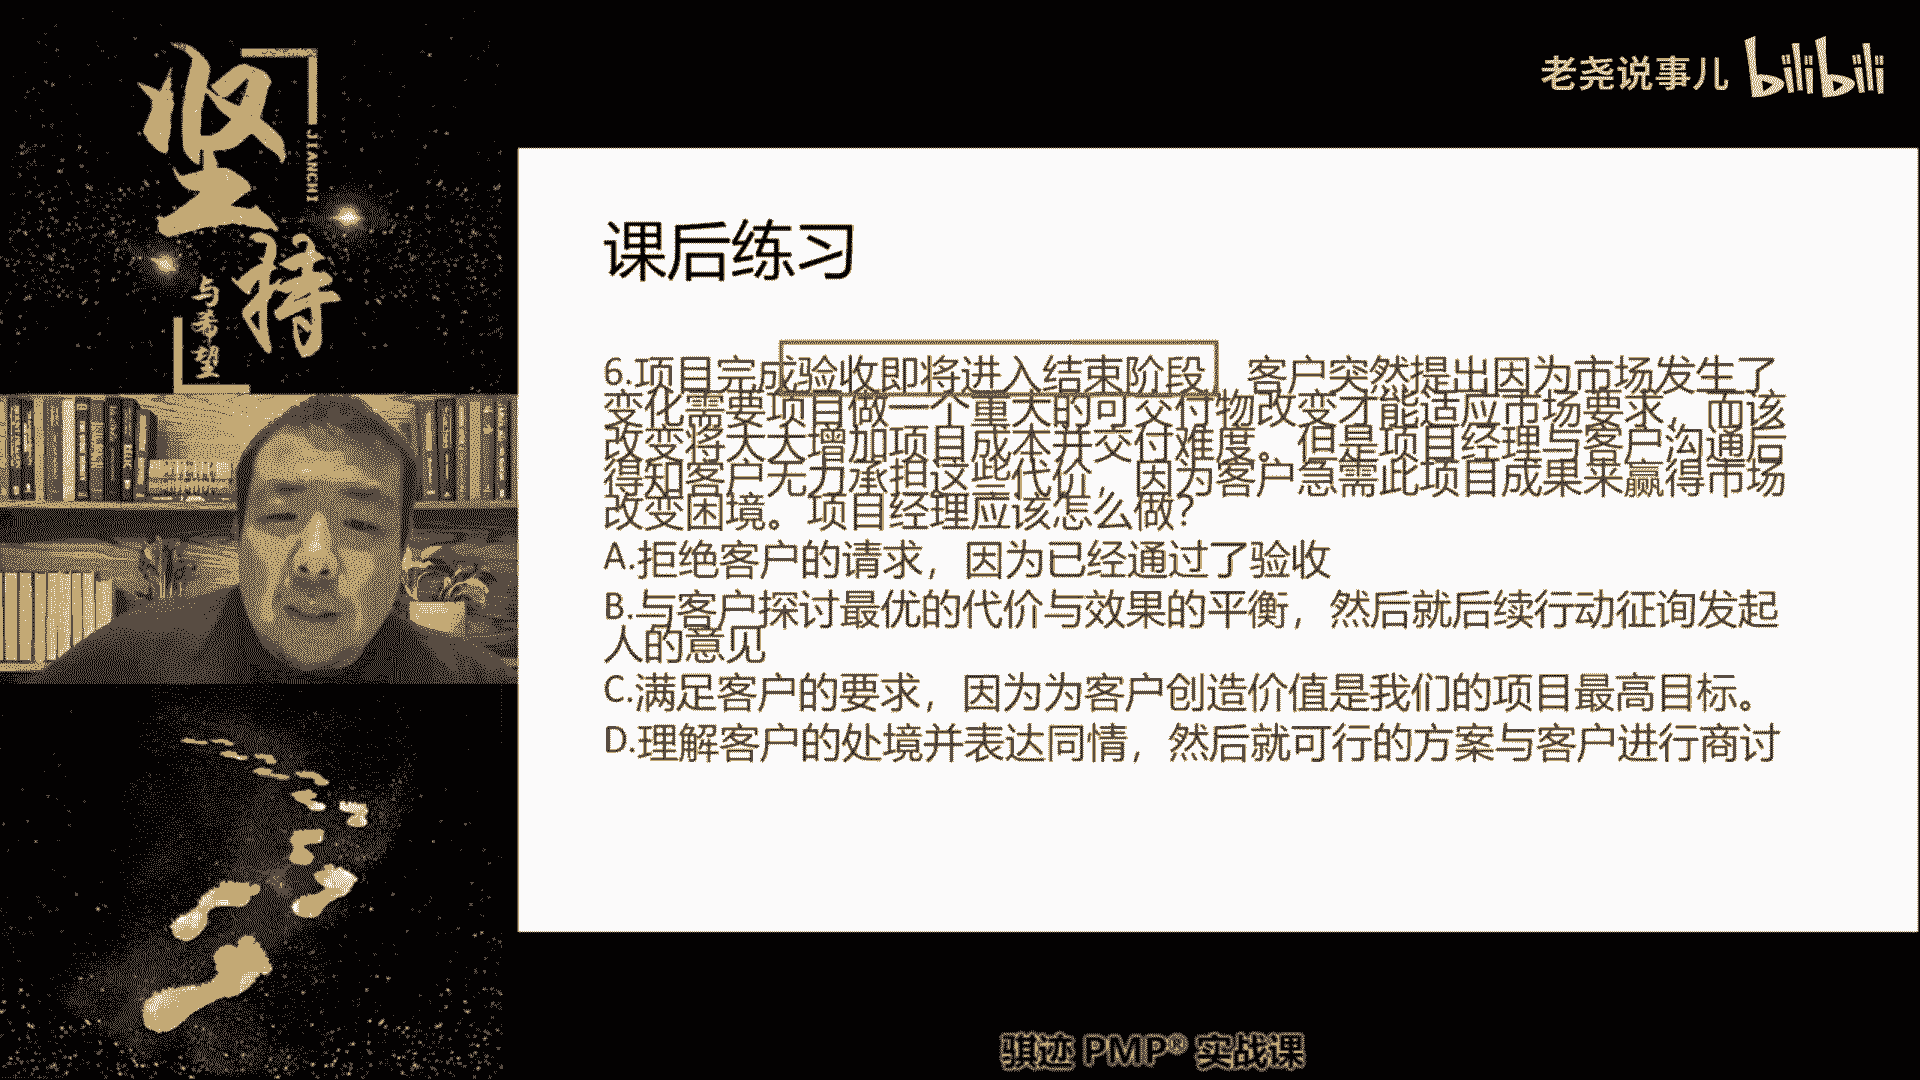 坚持
JIANCHI
与希望
老尧说事儿 bilibili
课后练习
6.项目完成验收即将进入结束阶段，客户突然提出因为市场发生了
变化需要项目做一个重大的可交付物改变才能适应市场要求，而该
改变将大大增加项目成本并交付难度。但是项目经理与客户沟通后
得知客户无力承担这些代价，因为客户急需此项目成果来赢得市场
改变困境。项目经理应该怎么做？
A.拒绝客户的请求，因为已经通过了验收
B.与客户探讨最优的代价与效果的平衡，然后就后续行动征询发起
人的意见
C.满足客户的要求，因为为客户创造价值是我们的项目最高目标。
D.理解客户的处境并表达同情，然后就可行的方案与客户进行商讨
骐迹 PMP® 实战课